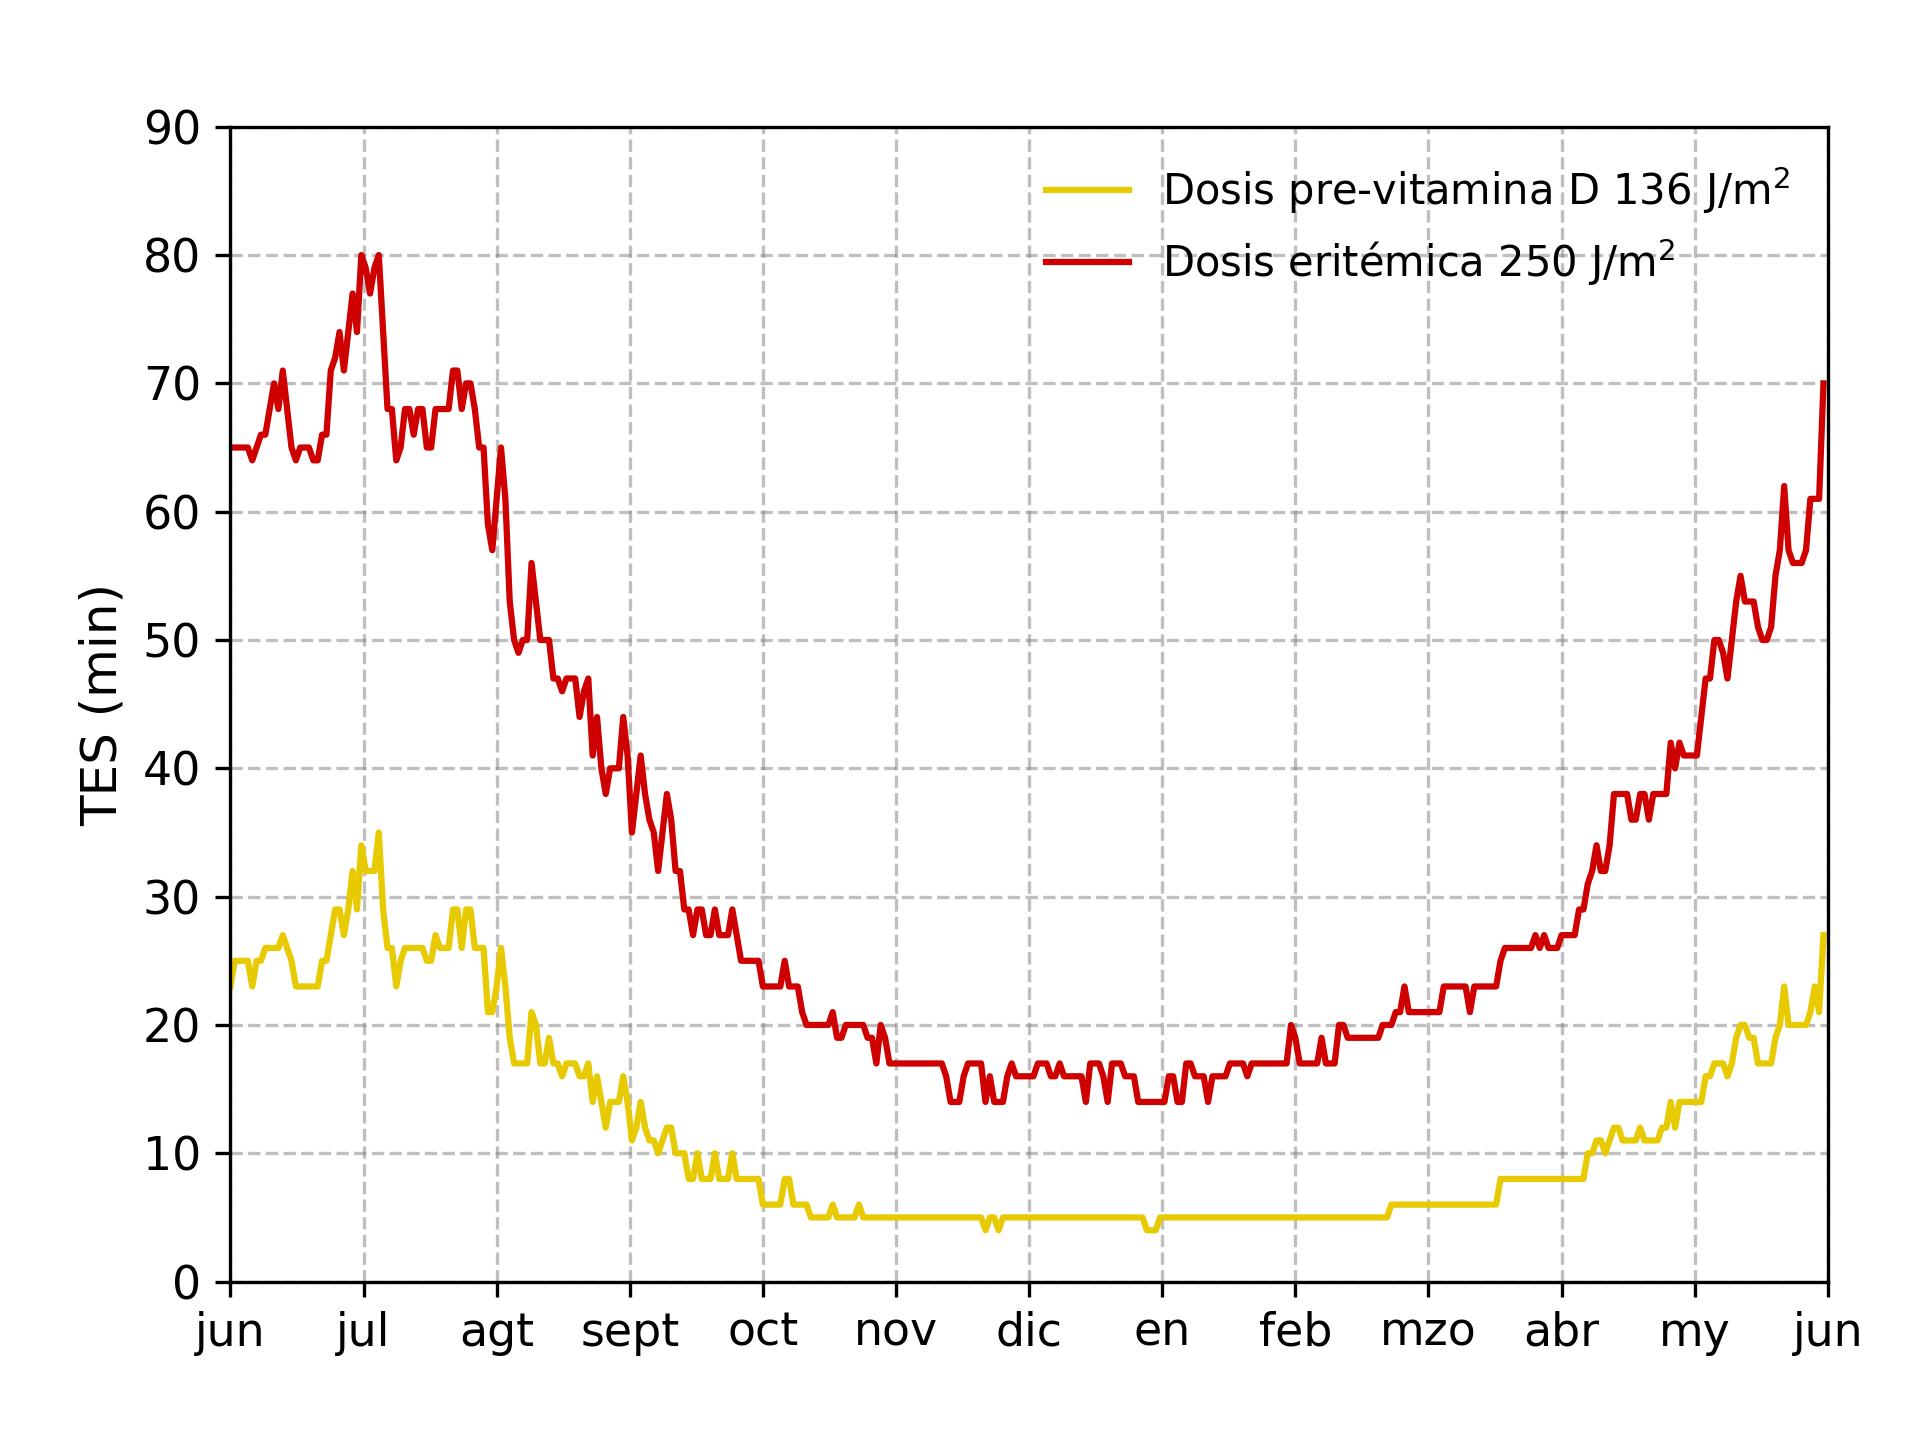 90
80
70
60
50
40
30
20
10
0
TES (min)
Dosis pre-vitamina D 136 J/m²
Dosis eritémica 250 J/m²
jun jul agt sept oct nov dic en feb mzo abr my jun